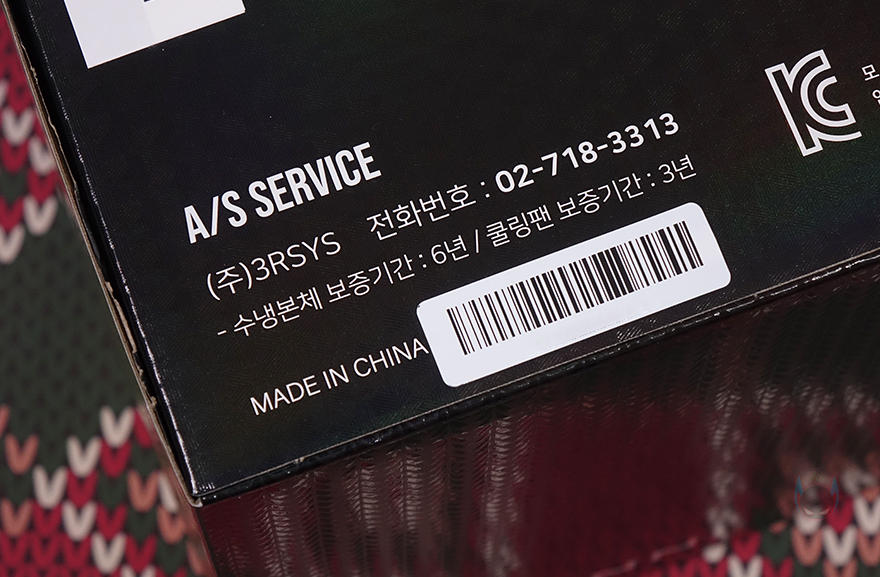 A/S SERVICE
(주)3RSYS 전화번호 : 02-718-3313
- 수냉본체 보증기간 : 6년 / 쿨링팬 보증기간 : 3년
MADE IN CHINA
모